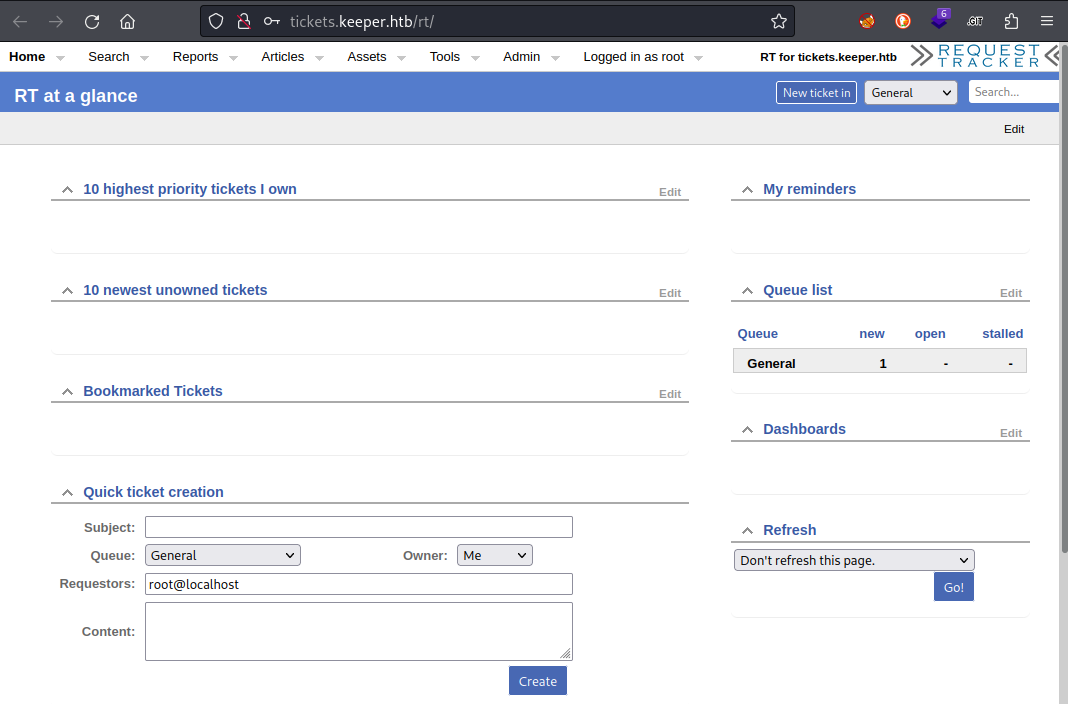 tickets.keeper.htb/rt/
6
.GIT
Home Search Reports Articles Assets Tools Admin Logged in as root RT for tickets.keeper.htb REQUEST TRACKER
RT at a glance New ticket in General Search...
Edit
10 highest priority tickets I own Edit
10 newest unowned tickets Edit
Bookmarked Tickets Edit
Quick ticket creation
Subject:
Queue: General Owner: Me
Requestors: root@localhost
Content:
Create
My reminders
Queue list Edit
Queue new open stalled
General 1 - -
Dashboards Edit
Refresh
Don't refresh this page.
Go!